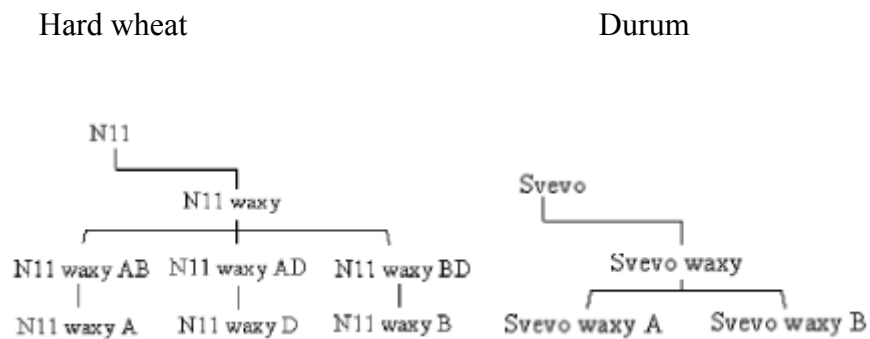 Hard wheat Durum
N11
Svevo
N11 waxy
Svevo waxy
N11 waxy AB N11 waxy AD N11 waxy BD
N11 waxy A N11 waxy D N11 waxy B
Svevo waxy A Svevo waxy B